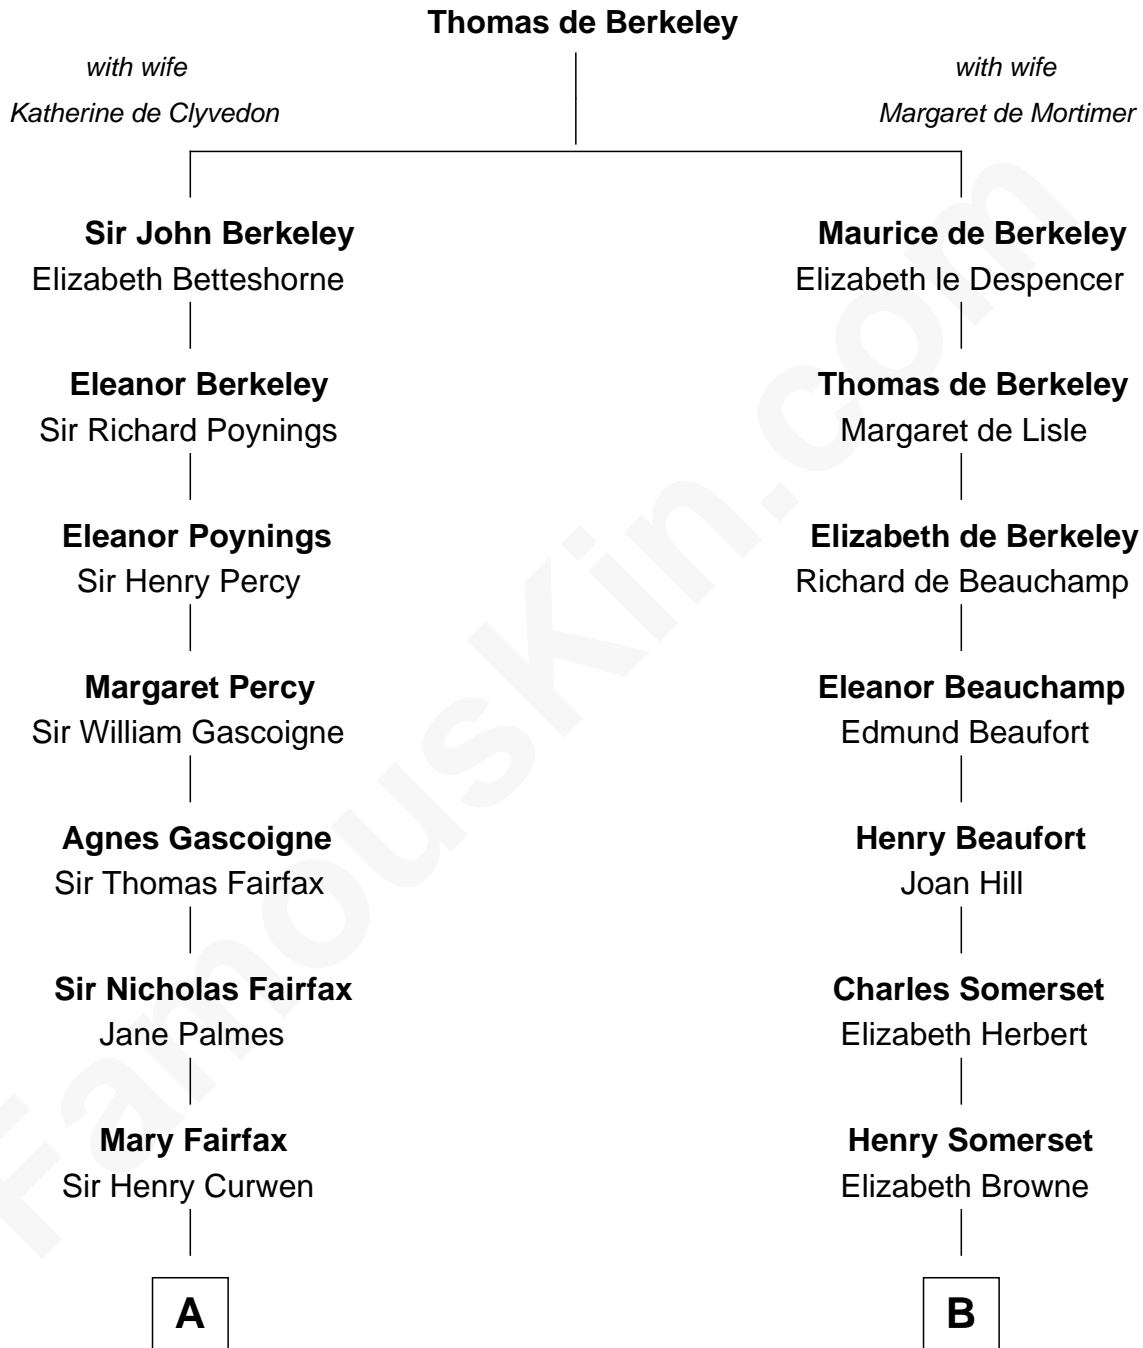 Thomas de Berkeley
with wife
Katherine de Clyvedon
with wife
Margaret de Mortimer
Sir John Berkeley
Elizabeth Betteshorne
Eleanor Berkeley
Sir Richard Poynings
Eleanor Poynings
Sir Henry Percy
Margaret Percy
Sir William Gascoigne
Agnes Gascoigne
Sir Thomas Fairfax
Sir Nicholas Fairfax
Jane Palmes
Mary Fairfax
Sir Henry Curwen
A
Maurice de Berkeley
Elizabeth le Despencer
Thomas de Berkeley
Margaret de Lisle
Elizabeth de Berkeley
Richard de Beauchamp
Eleanor Beauchamp
Edmund Beaufort
Henry Beaufort
Joan Hill
Charles Somerset
Elizabeth Herbert
Henry Somerset
Elizabeth Browne
B
FamousKin.com